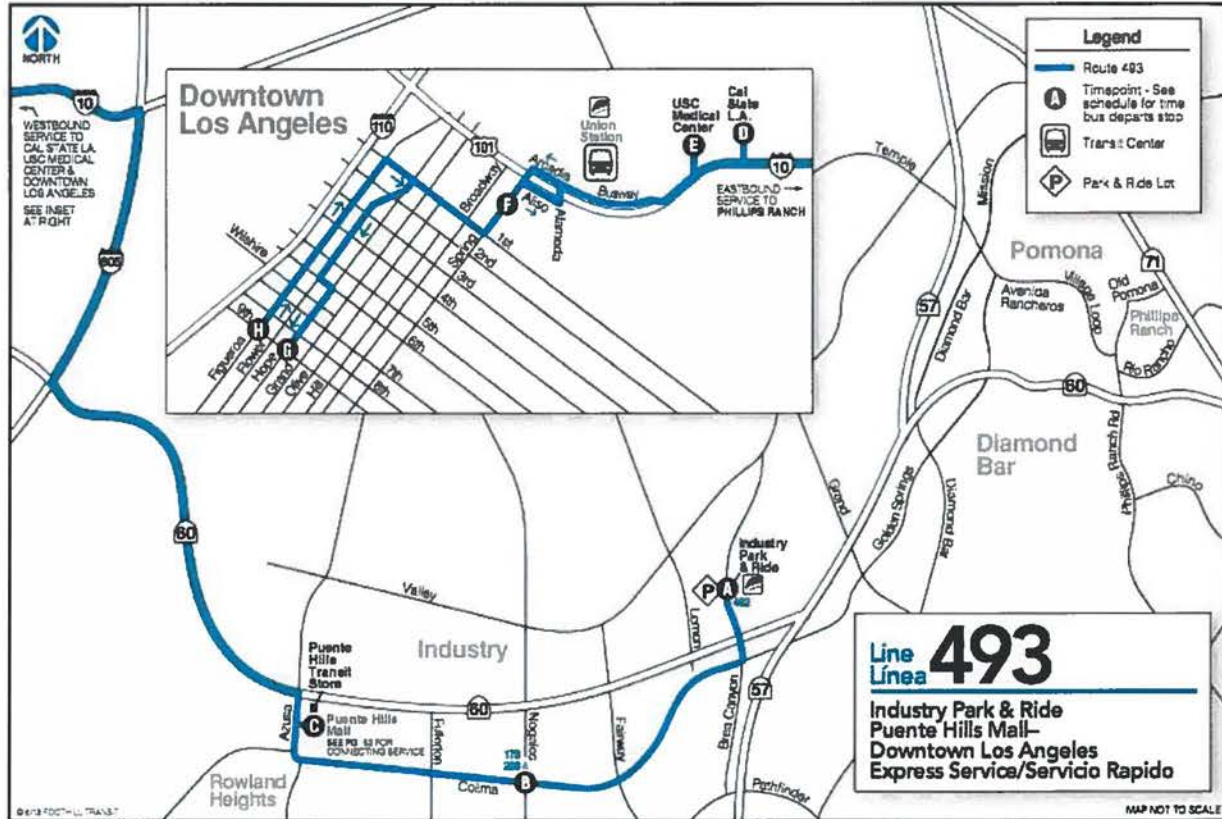 NORTH
10
WESTBOUND
SERVICE TO
CAL STATE LA
USC MEDICAL
CENTER &
DOWNTOWN
LOS ANGELES
SEE INSET
AT RIGHT
605
Downtown
Los Angeles
110
101
Union
Station
USC
Medical
Center
E
Cal
State
L.A.
D
10
Arcadia
Busway
EASTBOUND
SERVICE TO
PHILLIPS RANCH
Broadway
F
Aliso
Alameda
Spring
1st
2nd
3rd
4th
5th
6th
7th
8th
9th
Wilshire
H
G
Figueroa
Flower
Hope
Grand
Olive
Hill
Legend
Route 493
A
Timepoint - See
schedule for time
bus departs stop
Transit Center
P
Park & Ride Lot
Temple
Mission
Pomona
71
57
Diamond Bar
Avenida
Rancheros
Village Loop
Old
Pomona
Phillips
Ranch
Rio Rancho
60
Diamond
Bar
Phillips Ranch Rd
Chino
Grand
Golden Springs
Diamond Bar
60
Valley
Industry
Industry
Park
& Ride
P
A
492
Lemon
57
Brea Canyon
Puente
Hills
Transit
Store
C
Puente Hills
Mall
CONNECTING SERVICE
Azusa
60
Fullerton
Nogales
Fairway
178
B
Colima
Rowland
Heights
Pathfinder
Line
Línea
493
Industry Park & Ride
Puente Hills Mall–
Downtown Los Angeles
Express Service/Servicio Rapido
FOOTHILL TRANSIT
MAP NOT TO SCALE